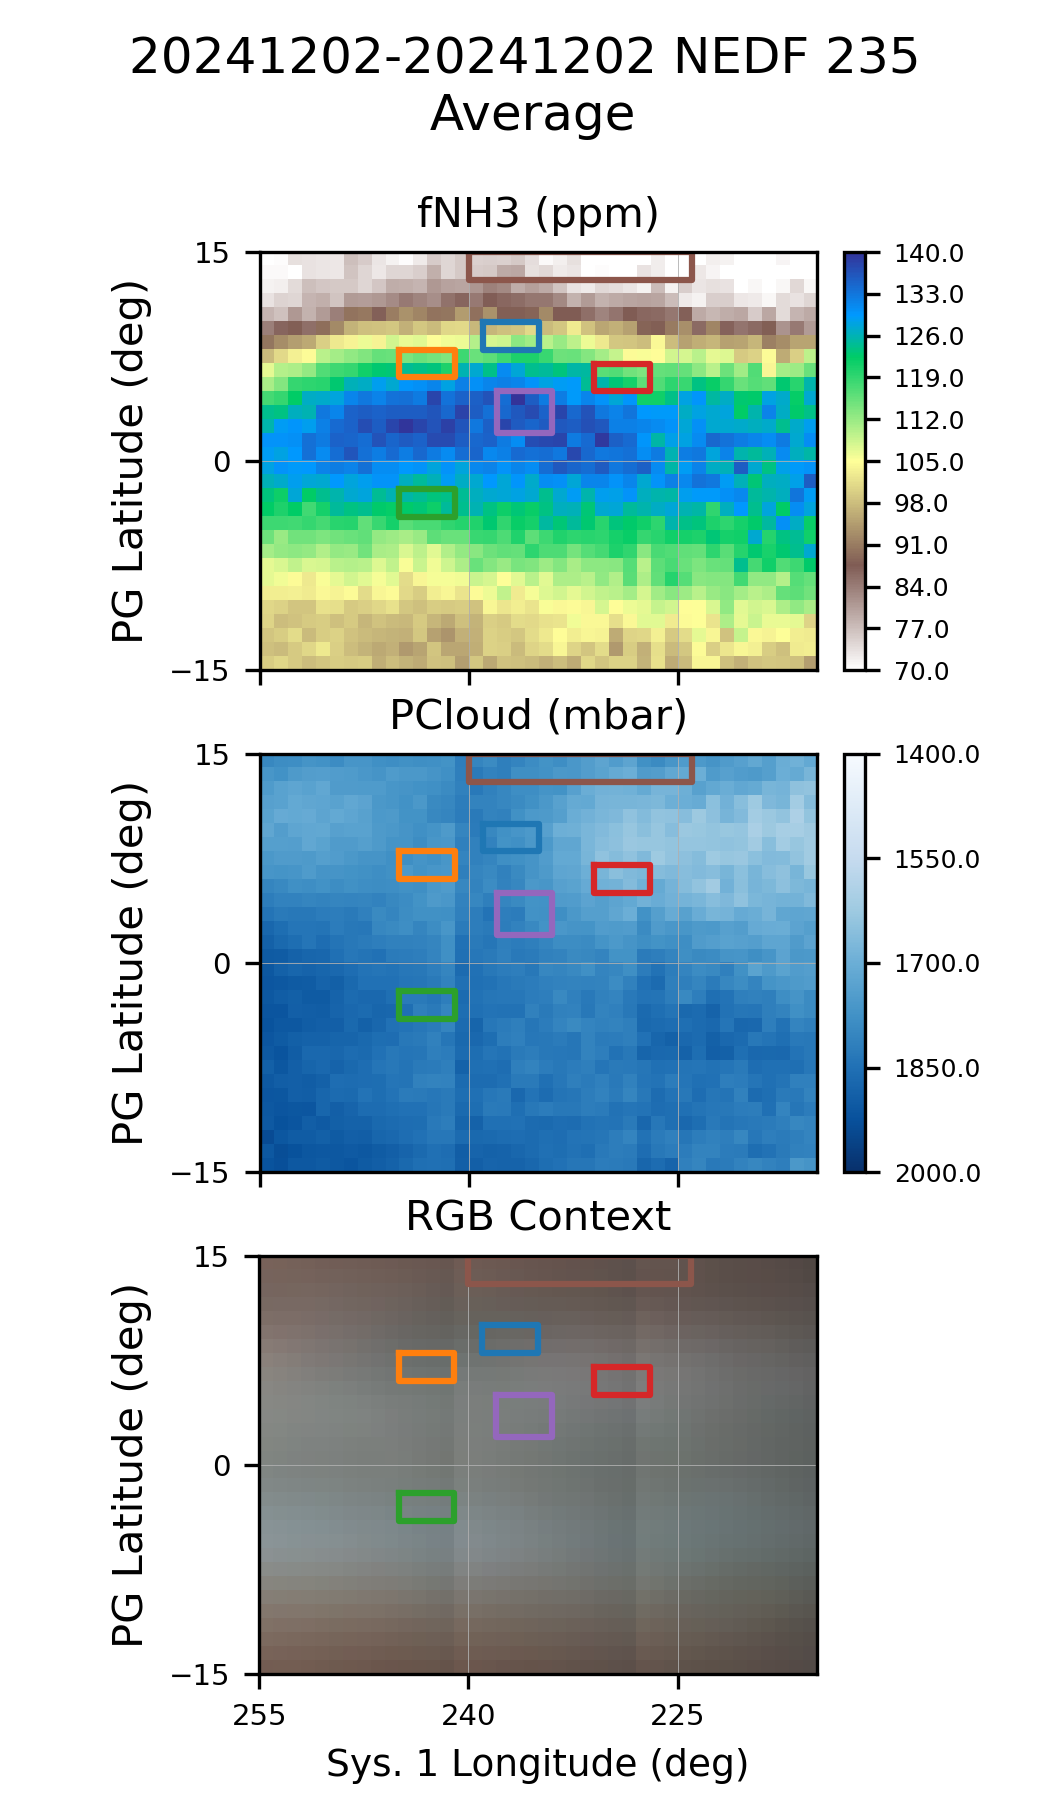 20241202-20241202 NEDF 235
Average
fNH3 (ppm)
PG Latitude (deg)
15
0
−15
140.0
133.0
126.0
119.0
112.0
105.0
98.0
91.0
84.0
77.0
70.0
PCloud (mbar)
PG Latitude (deg)
15
0
−15
1400.0
1550.0
1700.0
1850.0
2000.0
RGB Context
PG Latitude (deg)
15
0
−15
255 240 225
Sys. 1 Longitude (deg)